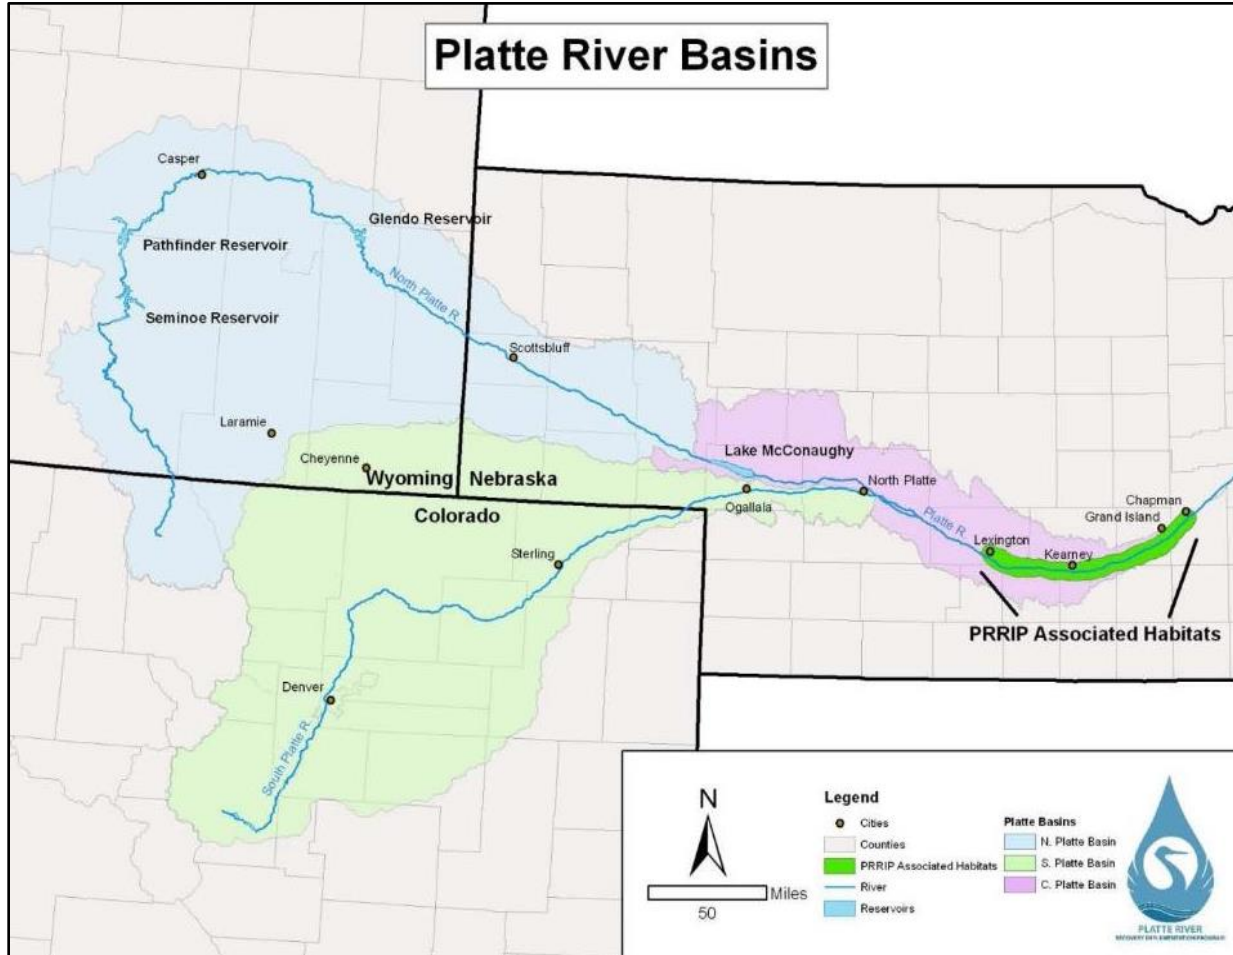 Platte River Basins
Casper
Glendo Reservoir
Pathfinder Reservoir
North Platte R.
Seminoe Reservoir
Scottsbluff
Laramie
Cheyenne
Wyoming
Nebraska
Colorado
Lake McConaughy
North Platte
Ogallala
Platte R.
Chapman
Grand Island
Lexington
Kearney
Sterling
PRRIP Associated Habitats
Denver
South Platte R.
N
Miles
50
Legend
Cities
Counties
PRRIP Associated Habitats
River
Reservoirs
Platte Basins
N. Platte Basin
S. Platte Basin
C. Platte Basin
PLATTE RIVER